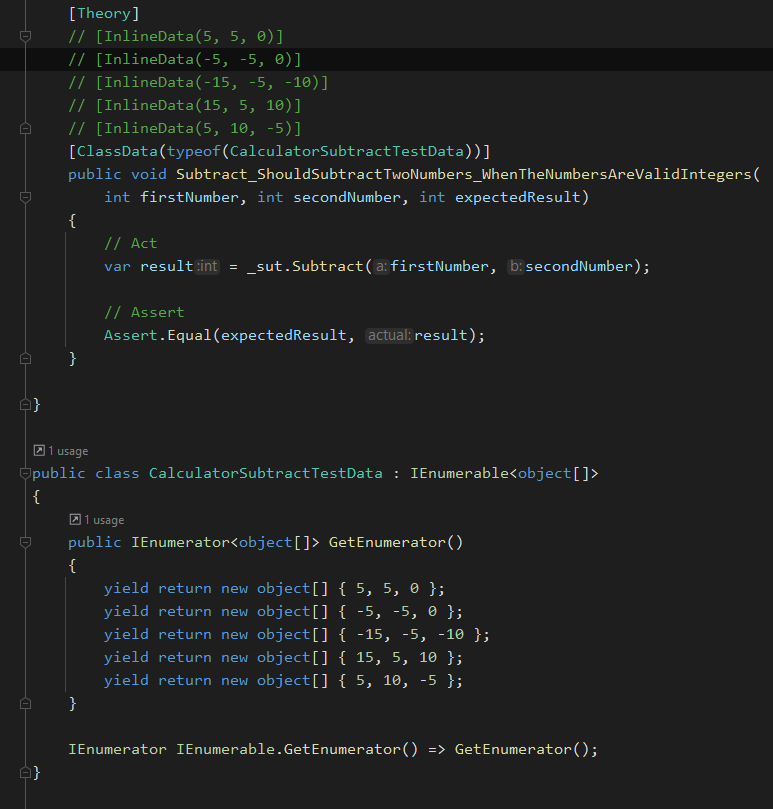 [Theory]
// [InlineData(5, 5, 0)]
// [InlineData(-5, -5, 0)]
// [InlineData(-15, -5, -10)]
// [InlineData(15, 5, 10)]
// [InlineData(5, 10, -5)]
[ClassData(typeof(CalculatorSubtractTestData))]
public void Subtract_ShouldSubtractTwoNumbers_WhenTheNumbersAreValidIntegers(
int firstNumber, int secondNumber, int expectedResult)
{
// Act
var result:int = _sut.Subtract(a:firstNumber, b:secondNumber);
// Assert
Assert.Equal(expectedResult, actual:result);
}
}
1 usage
public class CalculatorSubtractTestData : IEnumerable<object[]>
{
1 usage
public IEnumerator<object[]> GetEnumerator()
{
yield return new object[] { 5, 5, 0 };
yield return new object[] { -5, -5, 0 };
yield return new object[] { -15, -5, -10 };
yield return new object[] { 15, 5, 10 };
yield return new object[] { 5, 10, -5 };
}
IEnumerator IEnumerable.GetEnumerator() => GetEnumerator();
}